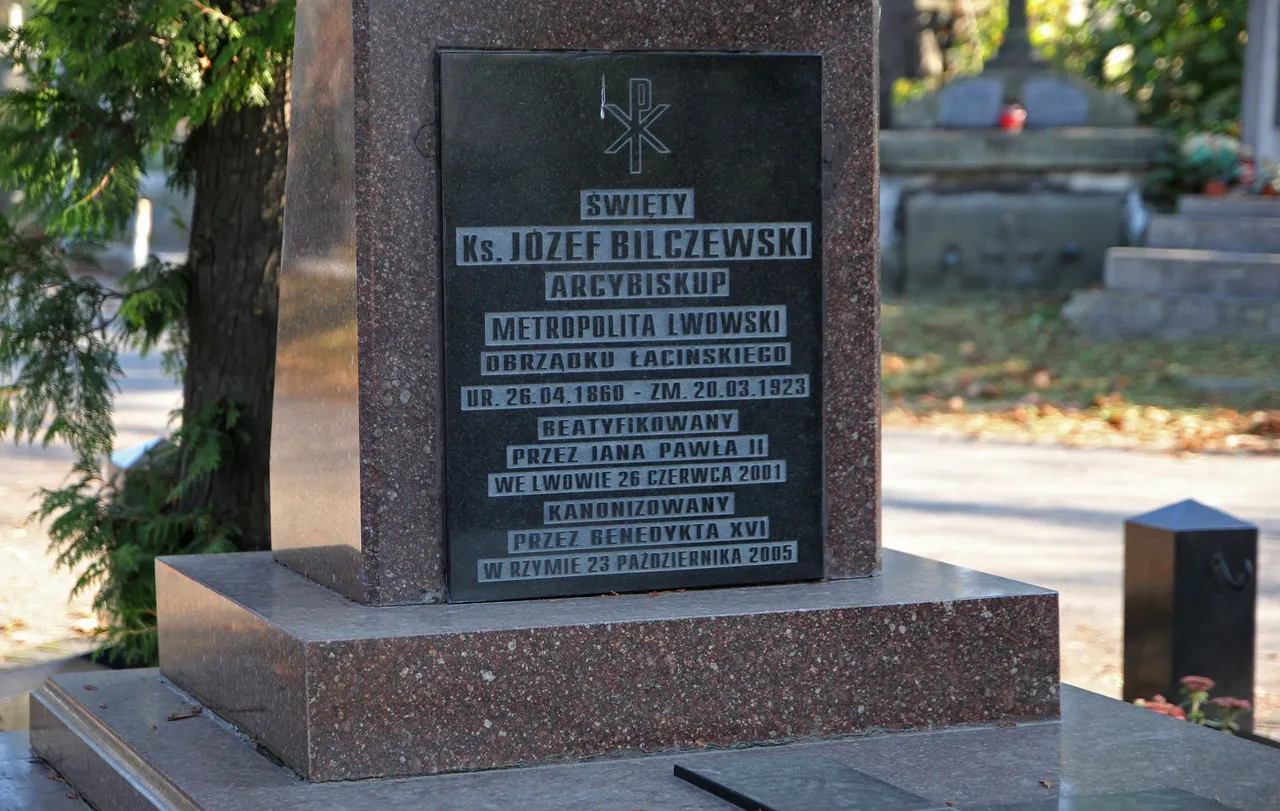 ŚWIĘTY
Ks. JÓZEF BILCZEWSKI
ARCYBISKUP
METROPOLITA LWOWSKI
OBRZĄDKU ŁACIŃSKIEGO
UR. 26.04.1860 - ZM. 20.03.1923
BEATYFIKOWANY
PRZEZ JANA PAWŁA II
WE LWOWIE 26 CZERWCA 2001
KANONIZOWANY
PRZEZ BENEDYKTA XVI
W RZYMIE 23 PAŹDZIERNIKA 2005